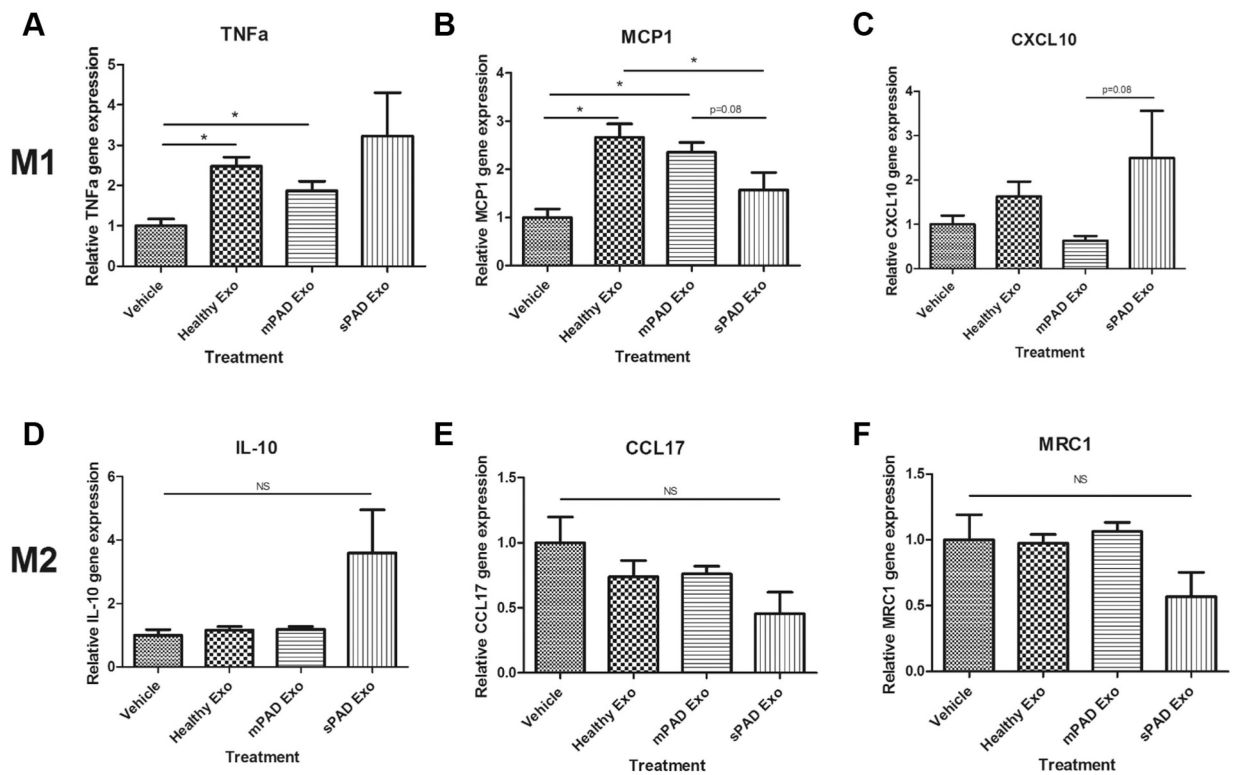 A
TNFa
Relative TNFa gene expression
5
4
3
2
1
0
*
*
Vehicle
Healthy Exo
mPAD Exo
sPAD Exo
Treatment
B
MCP1
Relative MCP1 gene expression
4
3
2
1
0
*
*
*
p=0.08
Vehicle
Healthy Exo
mPAD Exo
sPAD Exo
Treatment
C
CXCL10
Relative CXCL10 gene expression
4
3
2
1
0
p=0.08
Vehicle
Healthy Exo
mPAD Exo
sPAD Exo
Treatment
M1
D
IL-10
Relative IL-10 gene expression
6
4
2
0
NS
Vehicle
Healthy Exo
mPAD Exo
sPAD Exo
Treatment
E
CCL17
Relative CCL17 gene expression
1.5
1.0
0.5
0.0
NS
Vehicle
Healthy Exo
mPAD Exo
sPAD Exo
Treatment
F
MRC1
Relative MRC1 gene expression
1.5
1.0
0.5
0.0
NS
Vehicle
Healthy Exo
mPAD Exo
sPAD Exo
Treatment
M2